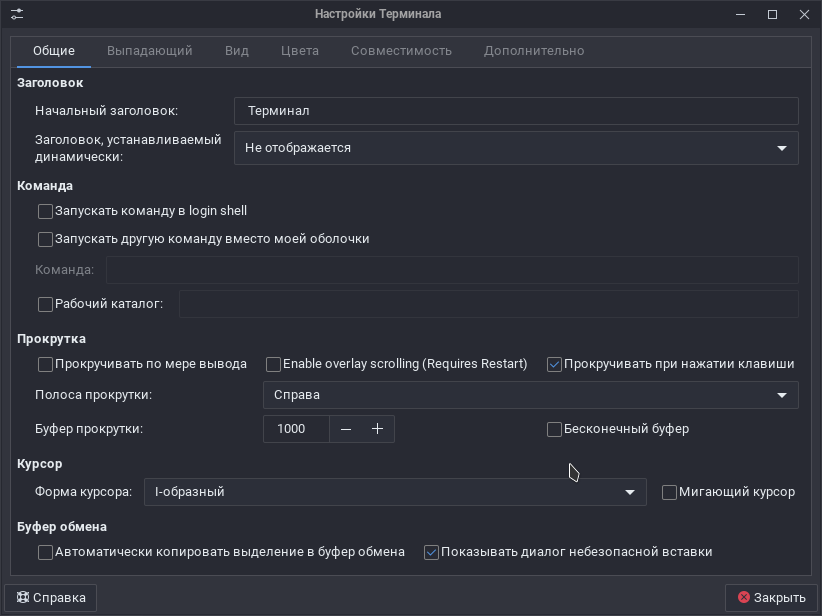 Настройки Терминала
Общие Выпадающий Вид Цвета Совместимость Дополнительно
Заголовок
Начальный заголовок: Терминал
Заголовок, устанавливаемый
динамически: Не отображается
Команда
Запускать команду в login shell
Запускать другую команду вместо моей оболочки
Команда:
Рабочий каталог:
Прокрутка
Прокручивать по мере вывода Enable overlay scrolling (Requires Restart) Прокручивать при нажатии клавиши
Полоса прокрутки: Справа
Буфер прокрутки: 1000 Бесконечный буфер
Курсор
Форма курсора: I-образный Мигающий курсор
Буфер обмена
Автоматически копировать выделение в буфер обмена Показывать диалог небезопасной вставки
Справка Закрыть